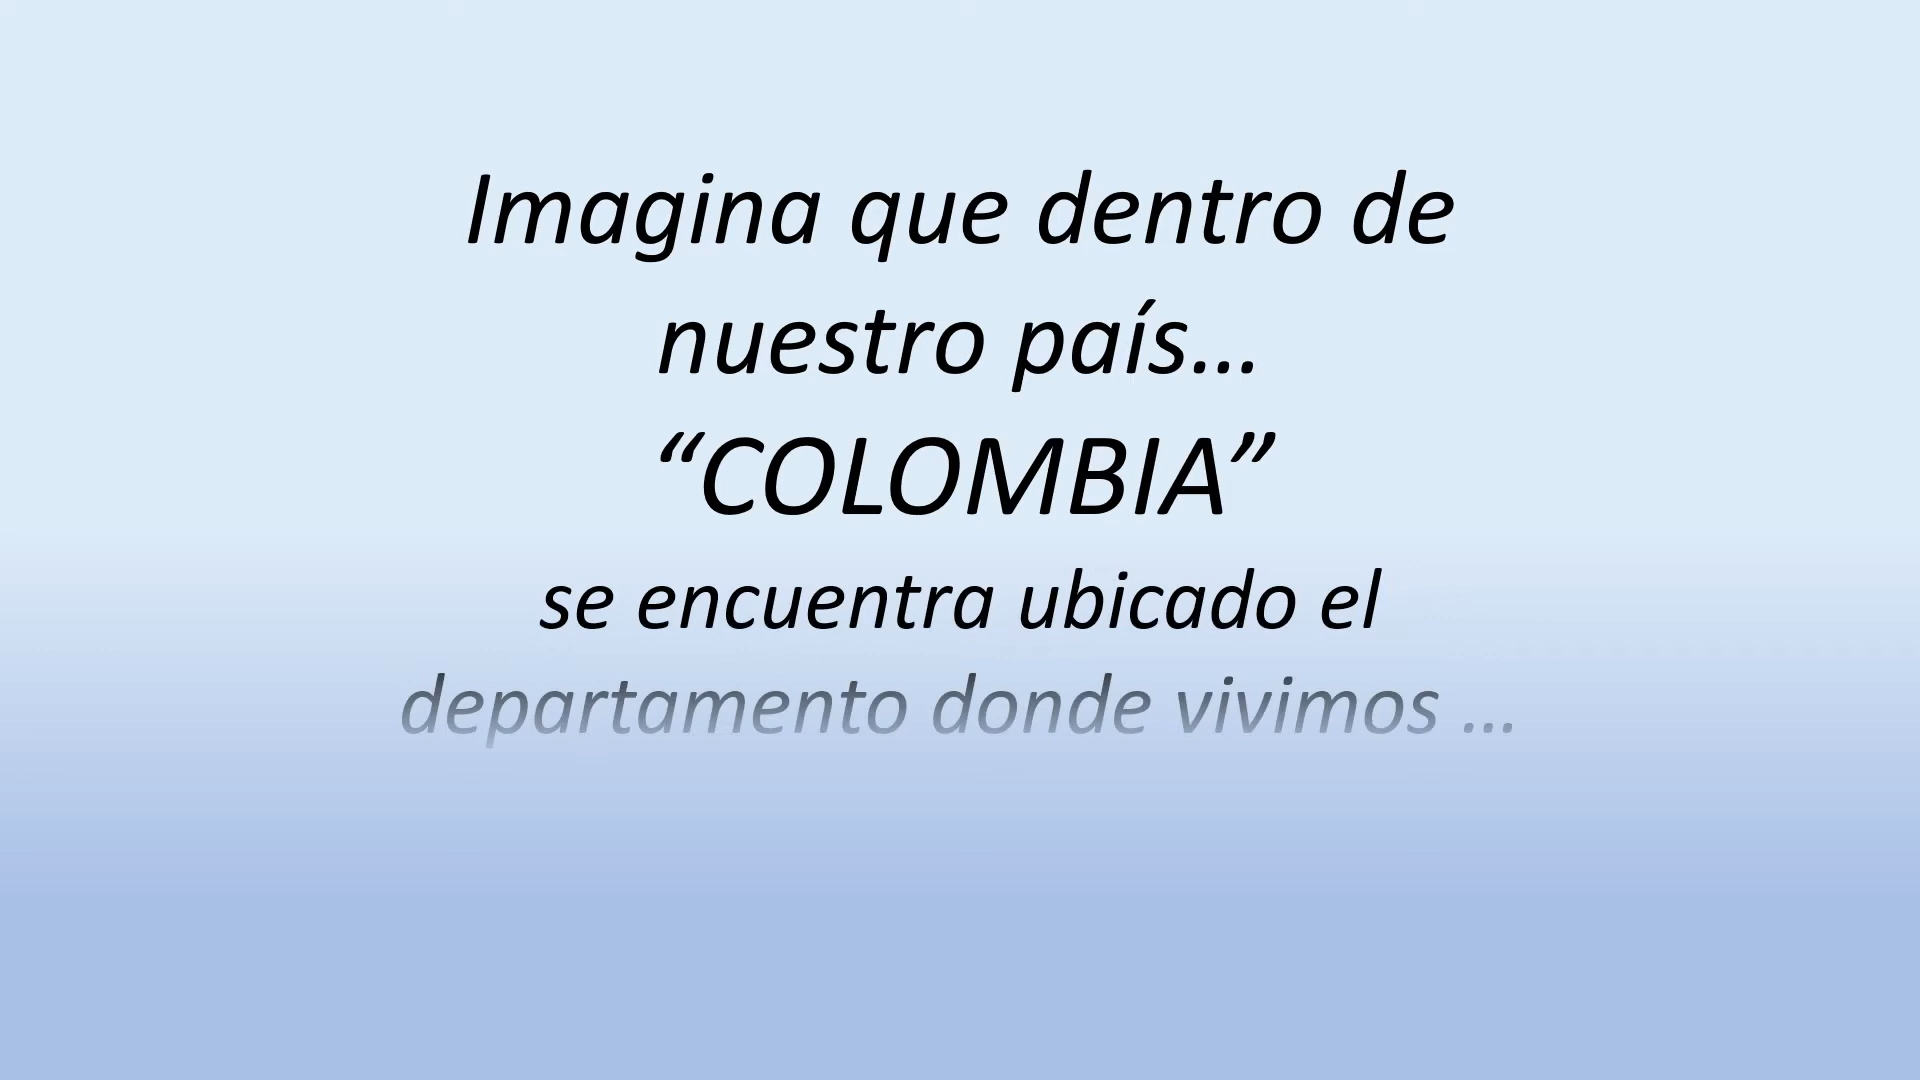 Imagina que dentro de
nuestro país…
“COLOMBIA”
se encuentra ubicado el
departamento donde vivimos …